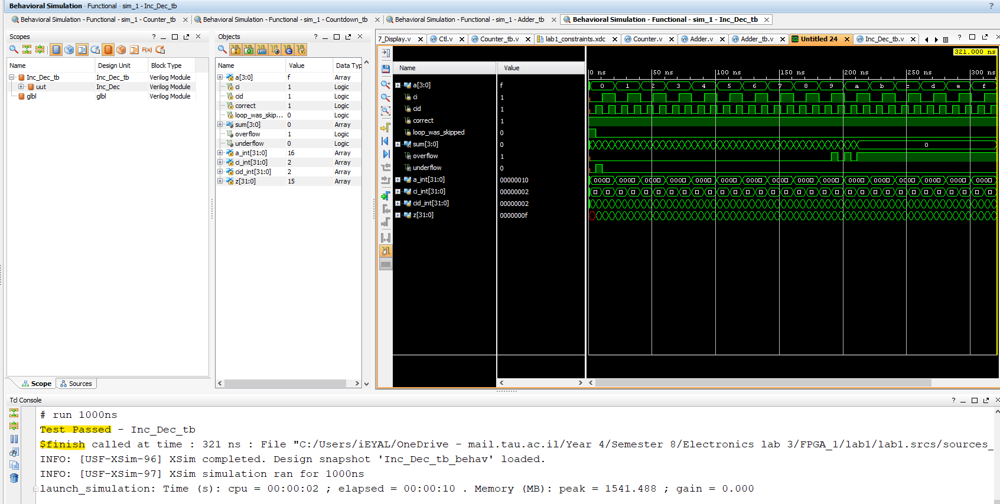 Behavioral Simulation - Functional - sim_1 - Inc_Dec_tb ?
Behavioral Simulation - Functional - sim_1 - Counter_tb × Behavioral Simulation - Functional - sim_1 - Countdown_tb × Behavioral Simulation - Functional - sim_1 - Adder_tb × Behavioral Simulation - Functional - sim_1 - Inc_Dec_tb ×
Scopes
Name Design Unit Block Type
Inc_Dec_tb Inc_Dec_tb Verilog Module
uut Inc_Dec Verilog Module
glbl glbl Verilog Module
Scope Sources
Objects
Name Value Data Typ
a[3:0] f Array
ci 1 Logic
cid 1 Logic
correct 1 Logic
loop_was_skip... 0 Logic
sum[3:0] 0 Array
overflow 1 Logic
underflow 0 Logic
a_int[31:0] 16 Array
ci_int[31:0] 2 Array
cid_int[31:0] 2 Array
z[31:0] 15 Array
7_Display.v × Ctl.v × Counter_tb.v × lab1_constraints.xdc × Counter.v × Adder.v × Adder_tb.v × Untitled 24 × Inc_Dec_tb.v ×
321.000 ns
Name Value
0 ns 50 ns 100 ns 150 ns 200 ns 250 ns 300 ns
a[3:0] f 0 1 2 3 4 5 6 7 8 9 a b c d e f
ci 1
cid 1
correct 1
loop_was_skipped 0
sum[3:0] 0 0
overflow 1
underflow 0
a_int[31:0] 00000010 0000 0000 0000 0000 0000 0000 0000 0000 0000 0000 0000 0000 0000 0000 0000 0000
ci_int[31:0] 00000002
cid_int[31:0] 00000002
z[31:0] 0000000f
Tcl Console
# run 1000ns
Test Passed - Inc_Dec_tb
$finish called at time : 321 ns : File "C:/Users/iEYAL/OneDrive - mail.tau.ac.il/Year 4/Semester 8/Electronics lab 3/FPGA_1/lab1/lab1.srcs/sources_
INFO: [USF-XSim-96] XSim completed. Design snapshot 'Inc_Dec_tb_behav' loaded.
INFO: [USF-XSim-97] XSim simulation ran for 1000ns
launch_simulation: Time (s): cpu = 00:00:02 ; elapsed = 00:00:10 . Memory (MB): peak = 1541.488 ; gain = 0.000